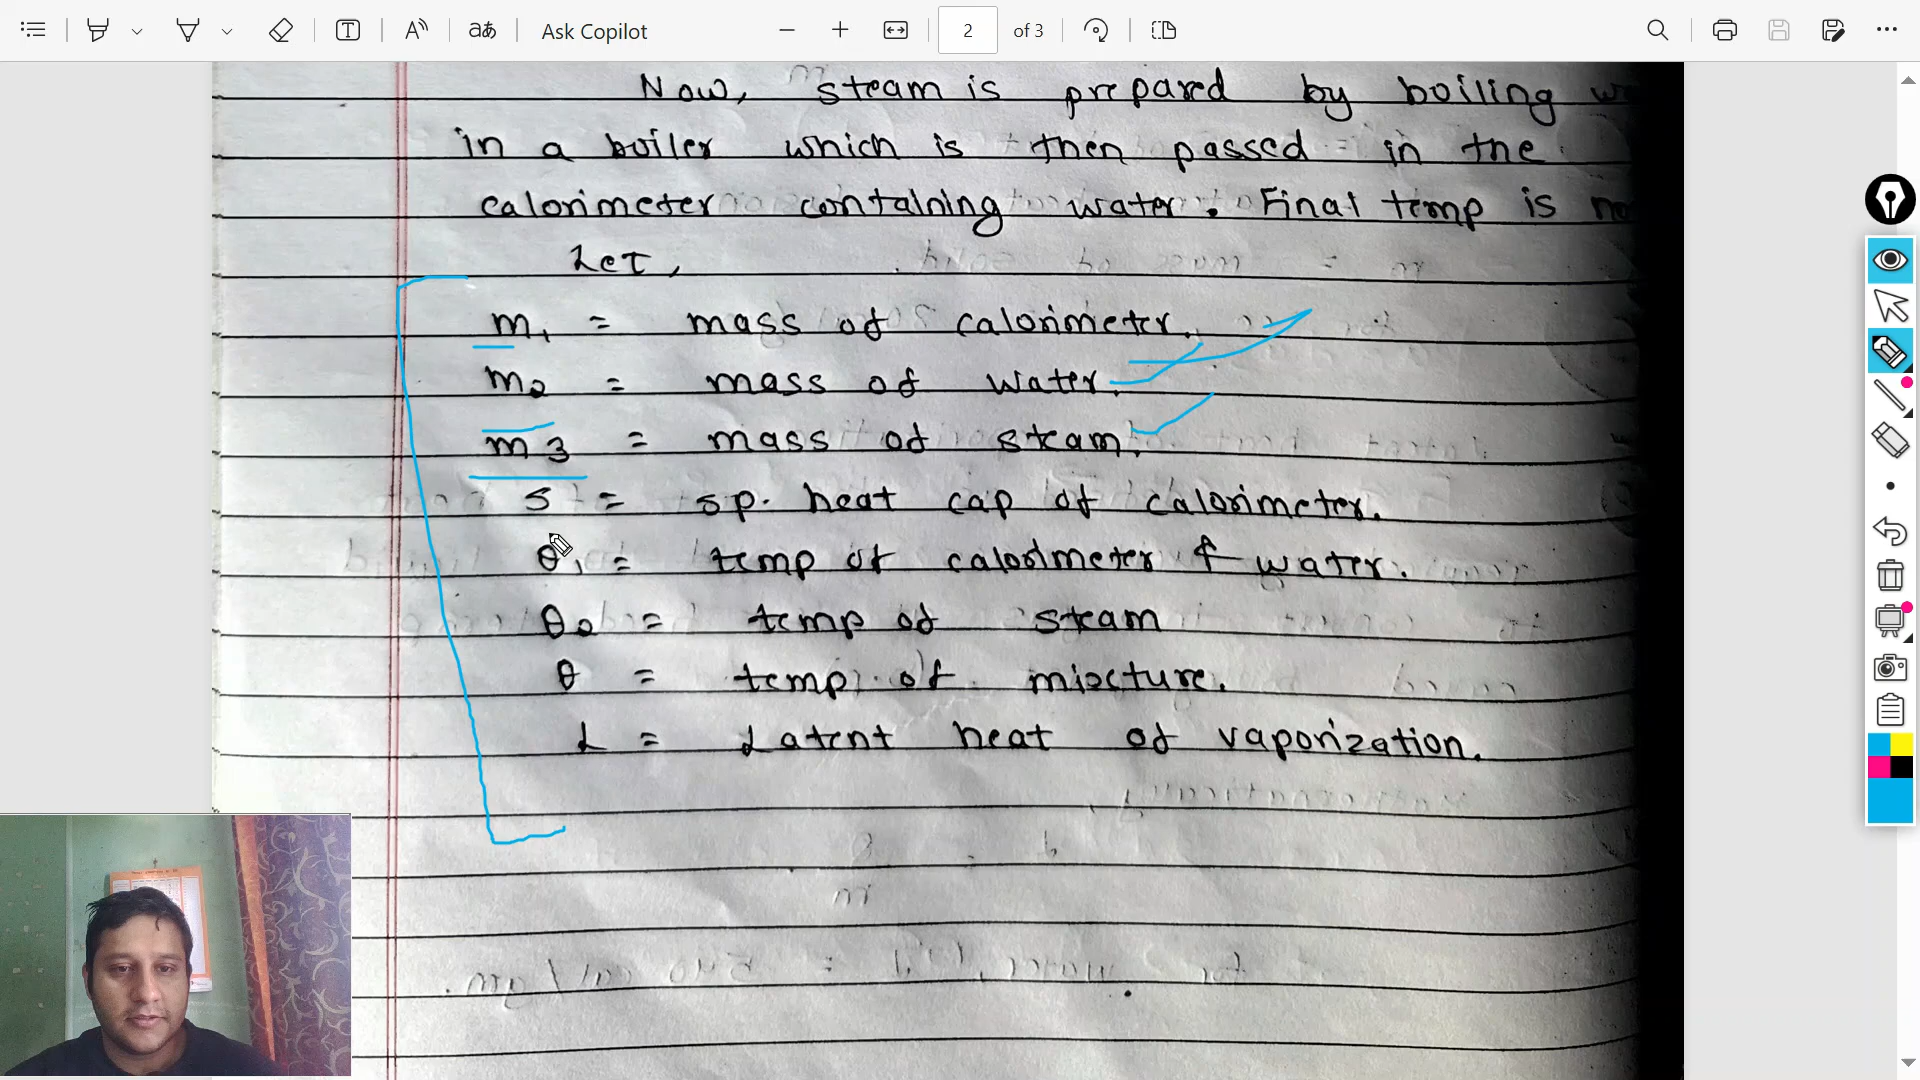 Ask Copilot
2 of 3
Now, steam is prepared by boiling
in a boiler which is then passed in the
calorimeter containing water. Final temp is
Let,
m1 = mass of calorimeter.
m2 = mass of water.
m3 = mass of steam.
s = sp. heat cap of calorimeter.
θ1 = temp of calorimeter & water.
θ2 = temp of steam
θ = temp of mixture.
L = Latent heat of vaporization.